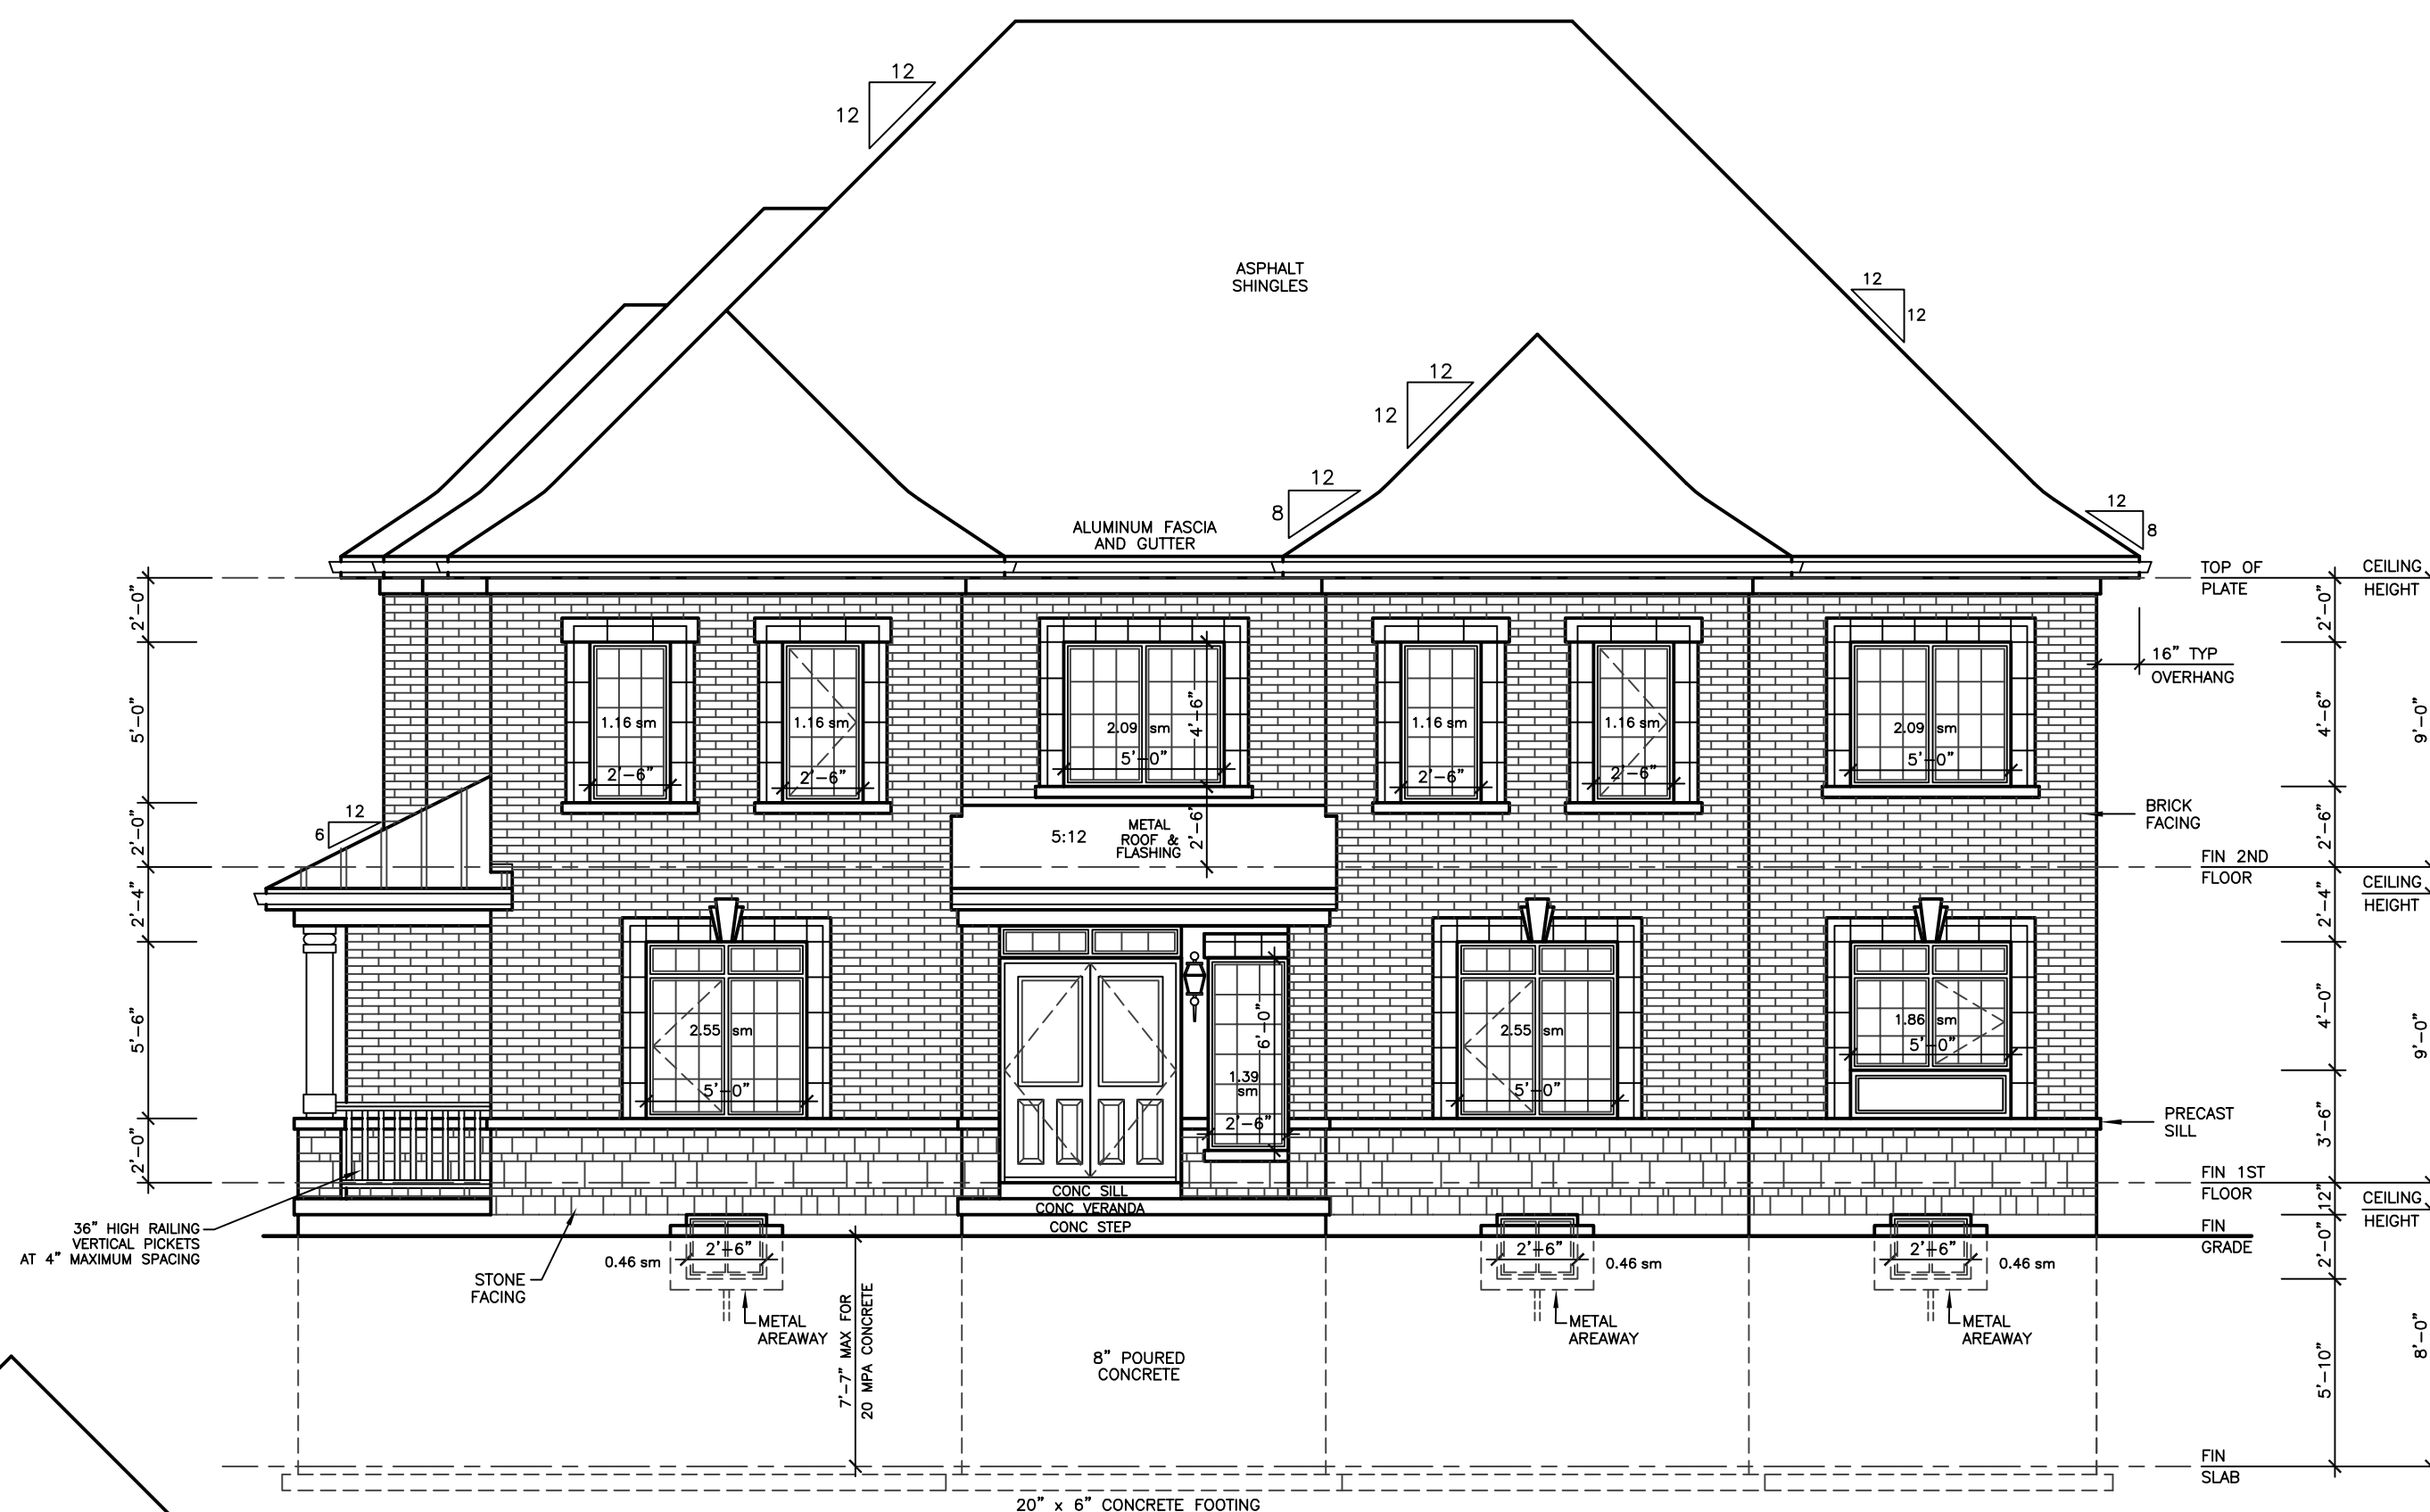 12
12
ASPHALT
SHINGLES
12
12
12
12
12
8
12
8
ALUMINUM FASCIA
AND GUTTER
TOP OF
PLATE
CEILING
HEIGHT
2'-0"
2'-0"
16" TYP
OVERHANG
5'-0"
1.16 sm
2'-6"
1.16 sm
2'-6"
2.09 sm
5'-0"
4'-6"
1.16 sm
2'-6"
1.16 sm
2'-6"
2.09 sm
5'-0"
4'-6"
9'-0"
BRICK
FACING
12
6
2'-0"
5:12
METAL
ROOF &
FLASHING
2'-6"
2'-6"
FIN 2ND
FLOOR
CEILING
HEIGHT
2'-4"
2'-4"
5'-6"
2.55 sm
5'-0"
6'-0"
1.39
sm
2'-6"
2.55 sm
5'-0"
1.86 sm
5'-0"
4'-0"
9'-0"
PRECAST
SILL
3'-6"
2'-0"
FIN 1ST
FLOOR
CONC SILL
CONC VERANDA
CONC STEP
12"
CEILING
HEIGHT
36" HIGH RAILING
VERTICAL PICKETS
AT 4" MAXIMUM SPACING
FIN
GRADE
STONE
FACING
0.46 sm
2'-6"
2'-6"
0.46 sm
2'-6"
0.46 sm
2'-0"
METAL
AREAWAY
METAL
AREAWAY
METAL
AREAWAY
7'-7" MAX FOR
20 MPA CONCRETE
8" POURED
CONCRETE
5'-10"
8'-0"
FIN
SLAB
20" x 6" CONCRETE FOOTING